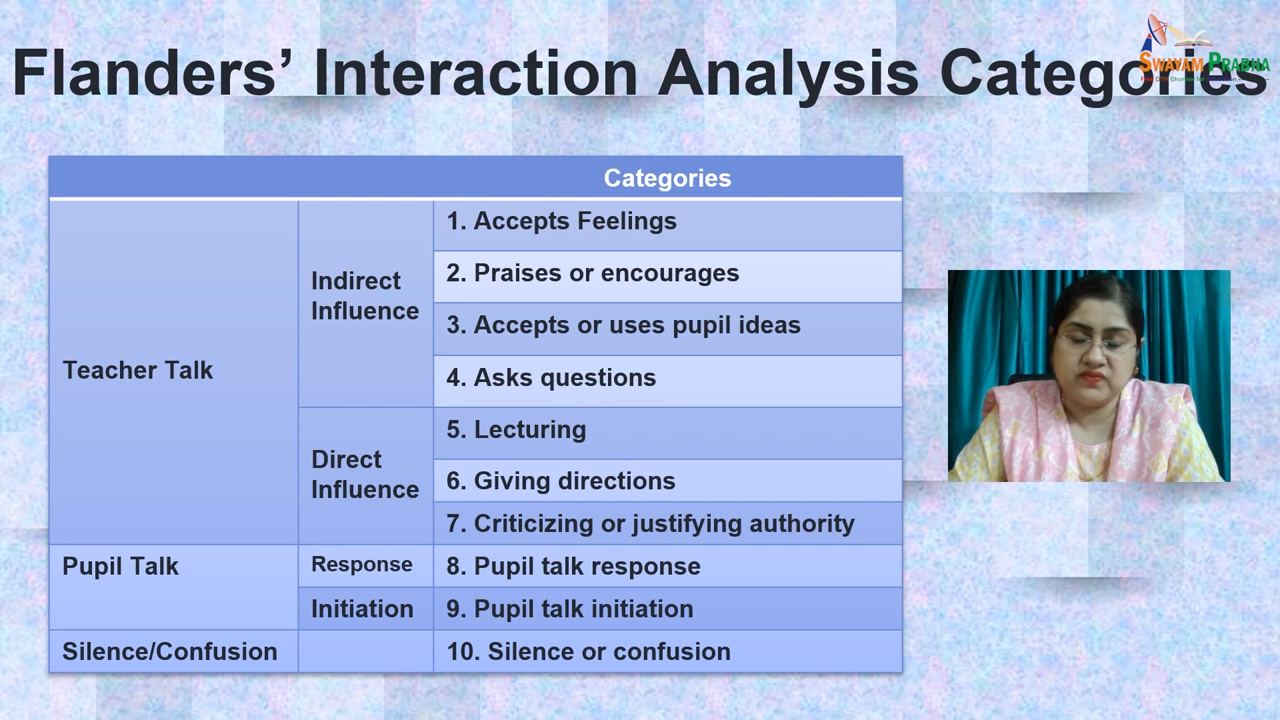 Flanders’ Interaction Analysis Categories
SWAYAM PRABHA
Categories
Teacher Talk
Indirect
Influence
1. Accepts Feelings
2. Praises or encourages
3. Accepts or uses pupil ideas
4. Asks questions
Direct
Influence
5. Lecturing
6. Giving directions
7. Criticizing or justifying authority
Pupil Talk
Response
8. Pupil talk response
Initiation
9. Pupil talk initiation
Silence/Confusion
10. Silence or confusion